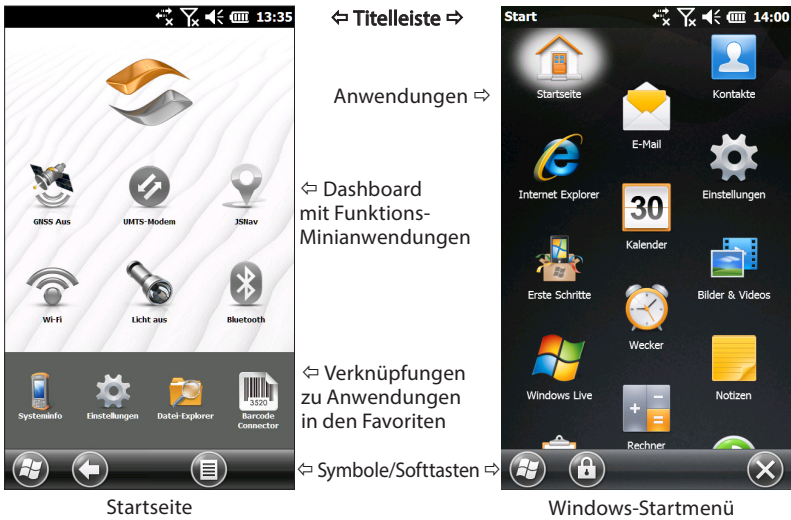 13:35
GNSS Aus
UMTS-Modem
JSNav
Wi-Fi
Licht aus
Bluetooth
Systeminfo
Einstellungen
Datei-Explorer
3520
Barcode
Connector
Startseite
⇦ Titelleiste ⇨
Anwendungen ⇨
⇦ Dashboard
mit Funktions-
Minianwendungen
⇦ Verknüpfungen
zu Anwendungen
in den Favoriten
⇦ Symbole/Softtasten ⇨
Start
14:00
Startseite
Kontakte
E-Mail
Internet Explorer
Einstellungen
30
Kalender
Erste Schritte
Bilder & Videos
Wecker
Windows Live
Notizen
Rechner
Windows-Startmenü